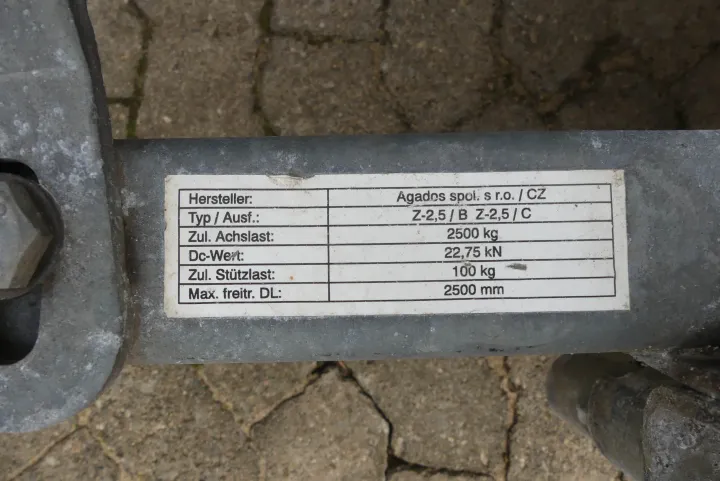 Hersteller: Agados spol. s r.o. / CZ
Typ / Ausf.: Z-2,5 / B Z-2,5 / C
Zul. Achslast: 2500 kg
Dc-Wert: 22,75 kN
Zul. Stützlast: 100 kg
Max. freitr. DL: 2500 mm